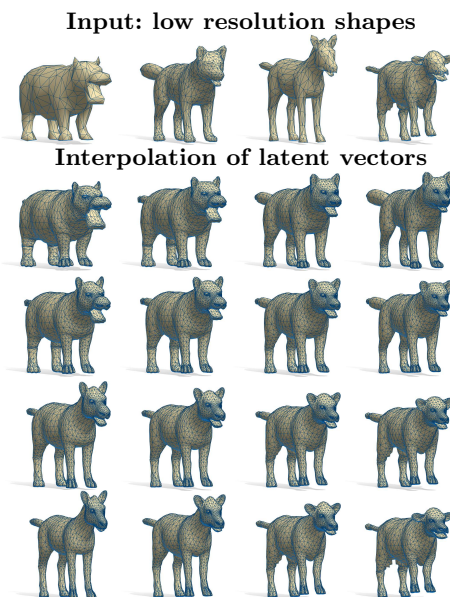 Input: low resolution shapes
Interpolation of latent vectors